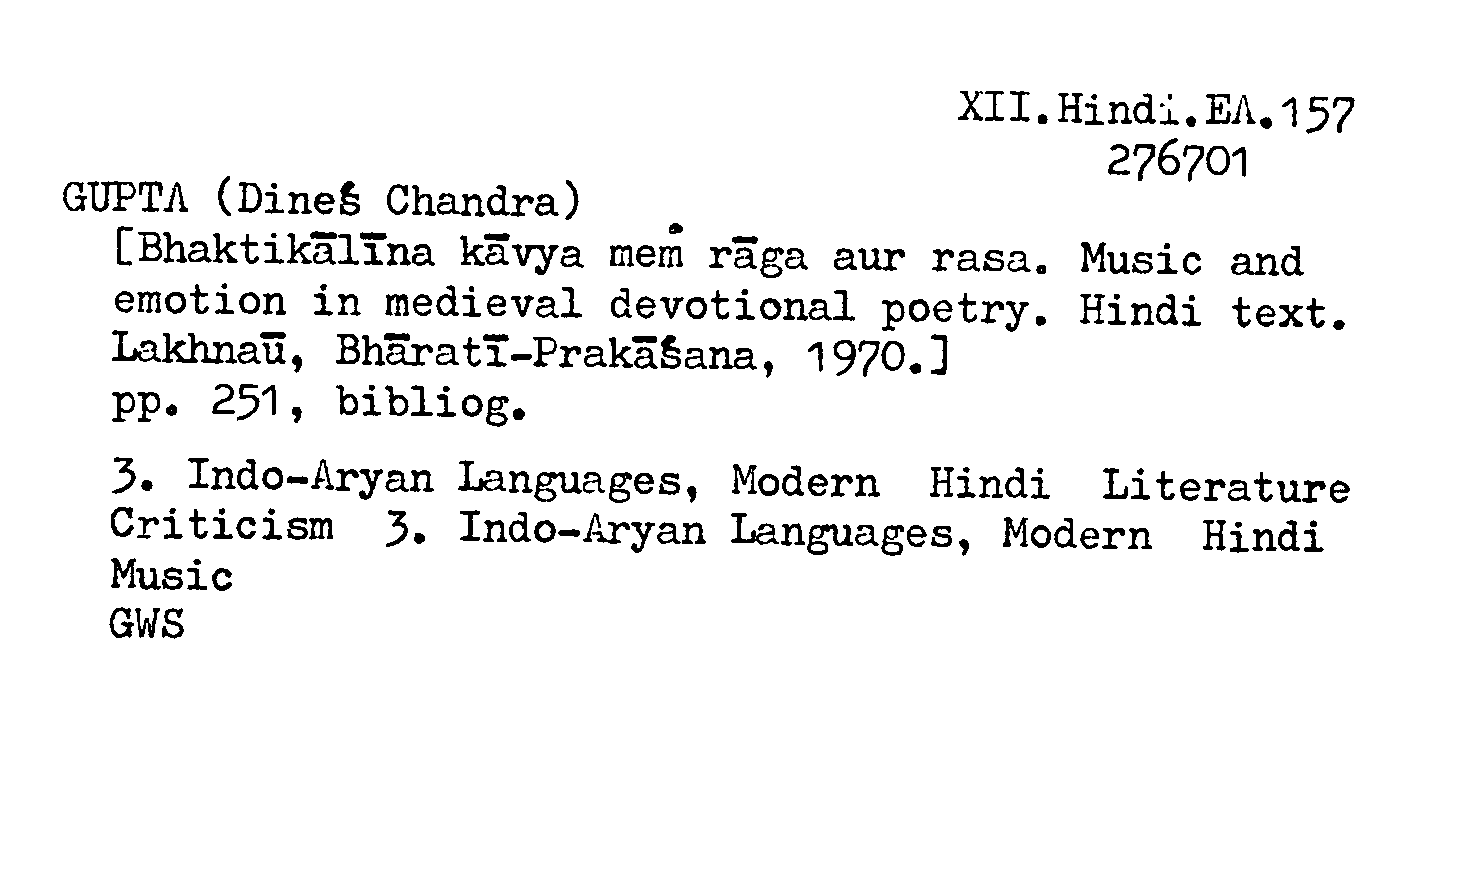 XII.Hindi.EA.157
276701
GUPTA (Dineś Chandra)
[Bhaktikālīna kāvya meṁ rāga aur rasa. Music and
emotion in medieval devotional poetry. Hindi text.
Lakhnaū, Bhāratī-Prakāśana, 1970.]
pp. 251, bibliog.
3. Indo-Aryan Languages, Modern Hindi Literature
Criticism 3. Indo-Aryan Languages, Modern Hindi
Music
GWS